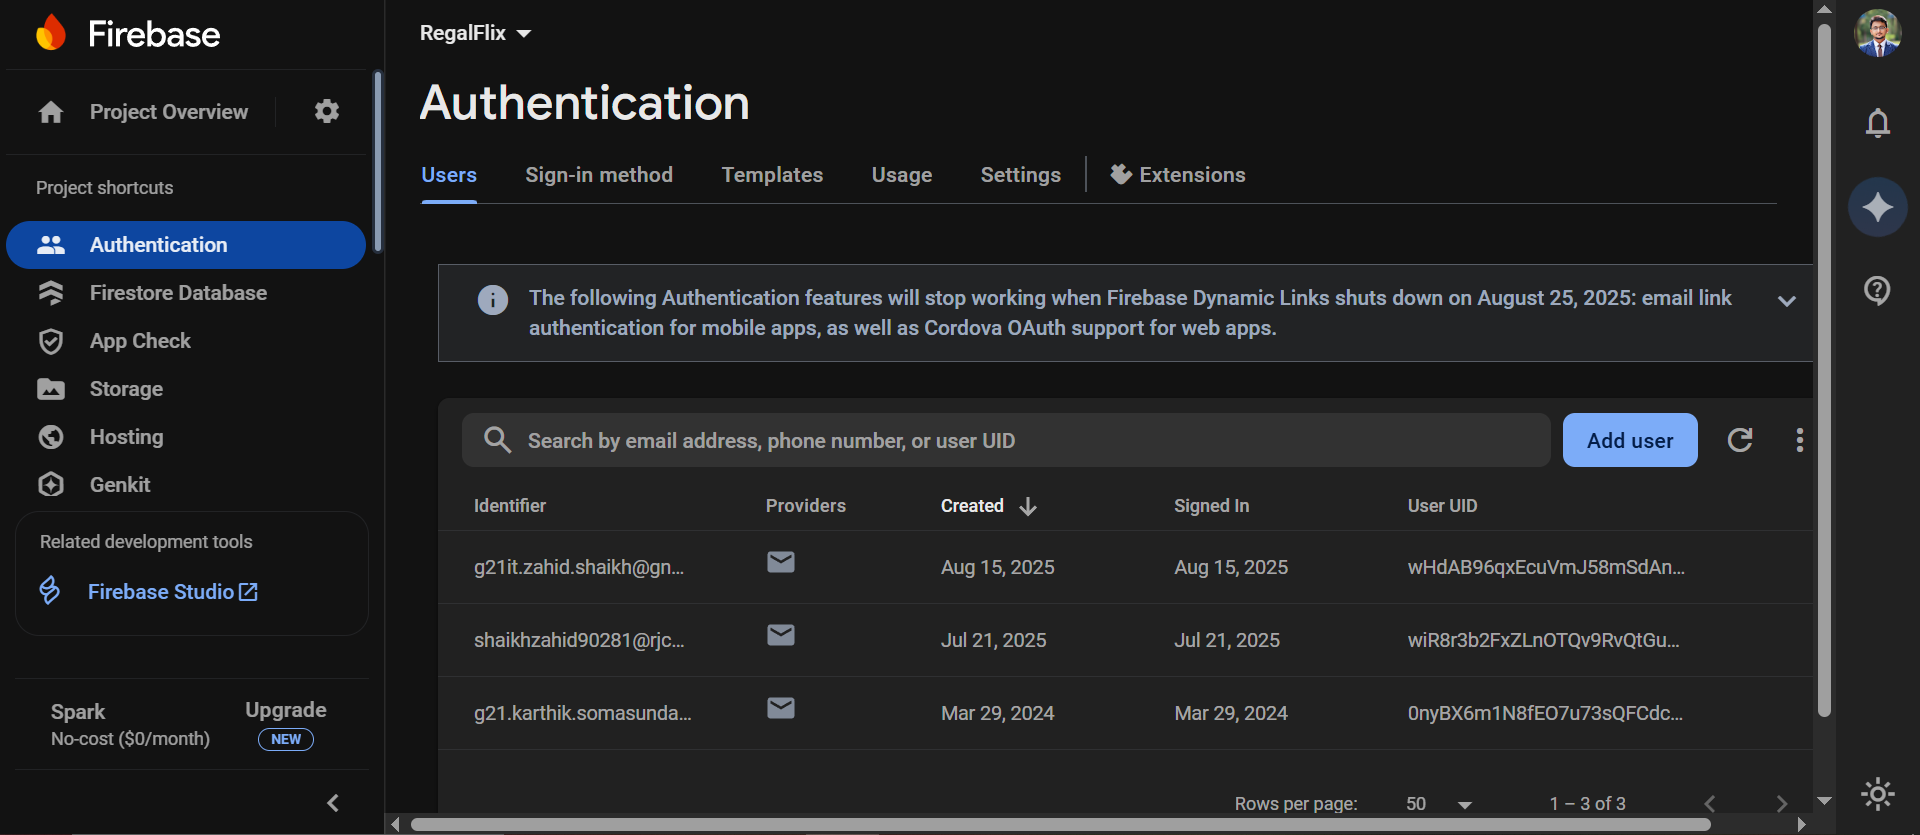 Firebase
Project Overview
Project shortcuts
Authentication
Firestore Database
App Check
Storage
Hosting
Genkit
Related development tools
Firebase Studio
Spark
No-cost ($0/month)
Upgrade
NEW
RegalFlix
Authentication
Users Sign-in method Templates Usage Settings Extensions
The following Authentication features will stop working when Firebase Dynamic Links shuts down on August 25, 2025: email link
authentication for mobile apps, as well as Cordova OAuth support for web apps.
Search by email address, phone number, or user UID Add user
Identifier Providers Created Signed In User UID
g21it.zahid.shaikh@gn... Aug 15, 2025 Aug 15, 2025 wHdAB96qxEcuVmJ58mSdAn...
shaikhzahid90281@rjc... Jul 21, 2025 Jul 21, 2025 wiR8r3b2FxZLnOTQv9RvQtGu...
g21.karthik.somasunda... Mar 29, 2024 Mar 29, 2024 0nyBX6m1N8fEO7u73sQFCdc...
Rows per page: 50 1 – 3 of 3